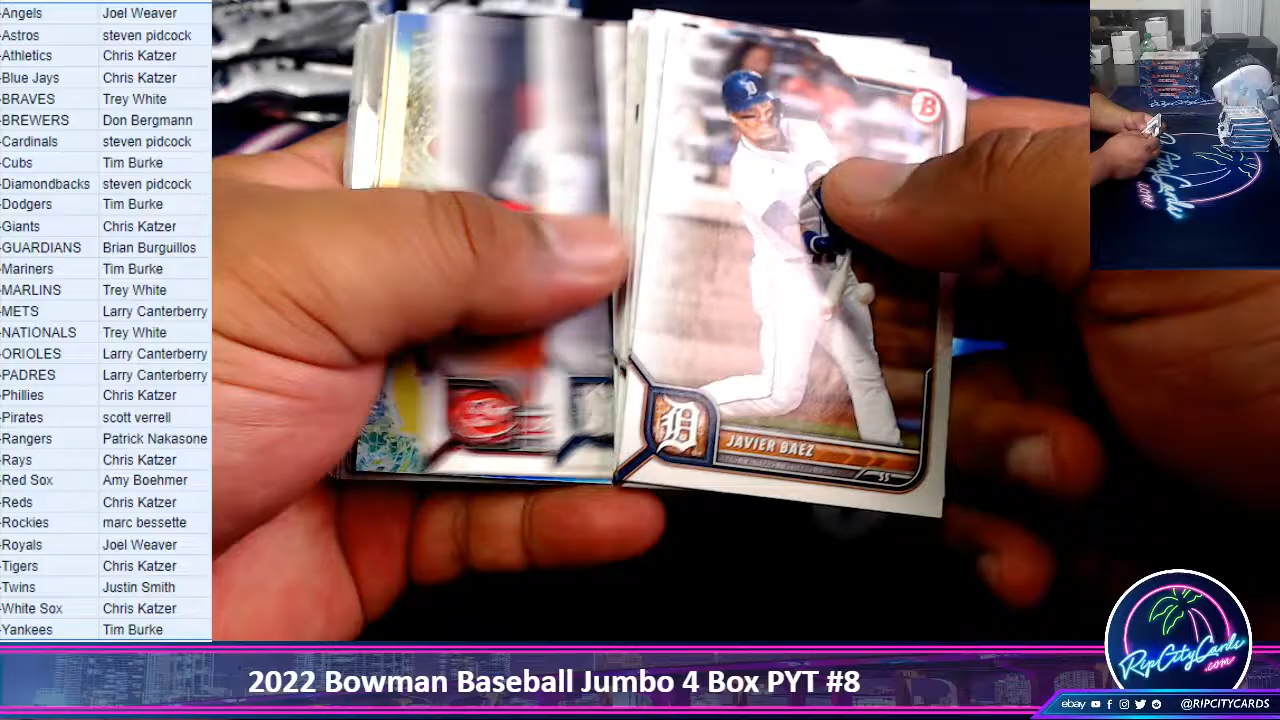 -Angels Joel Weaver
-Astros steven pidcock
-Athletics Chris Katzer
-Blue Jays Chris Katzer
-BRAVES Trey White
-BREWERS Don Bergmann
-Cardinals steven pidcock
-Cubs Tim Burke
-Diamondbacks steven pidcock
-Dodgers Tim Burke
-Giants Chris Katzer
-GUARDIANS Brian Burguillos
-Mariners Tim Burke
-MARLINS Trey White
-METS Larry Canterberry
-NATIONALS Trey White
-ORIOLES Larry Canterberry
-PADRES Larry Canterberry
-Phillies Chris Katzer
-Pirates scott verrell
-Rangers Patrick Nakasone
-Rays Chris Katzer
-Red Sox Amy Boehmer
-Reds Chris Katzer
-Rockies marc bessette
-Royals Joel Weaver
-Tigers Chris Katzer
-Twins Justin Smith
-White Sox Chris Katzer
-Yankees Tim Burke
B
D
D
JAVIER BAEZ
SS
RipCityCards
.com
2022 Bowman Baseball Jumbo 4 Box PYT #8
ebay @RIPCITYCARDS